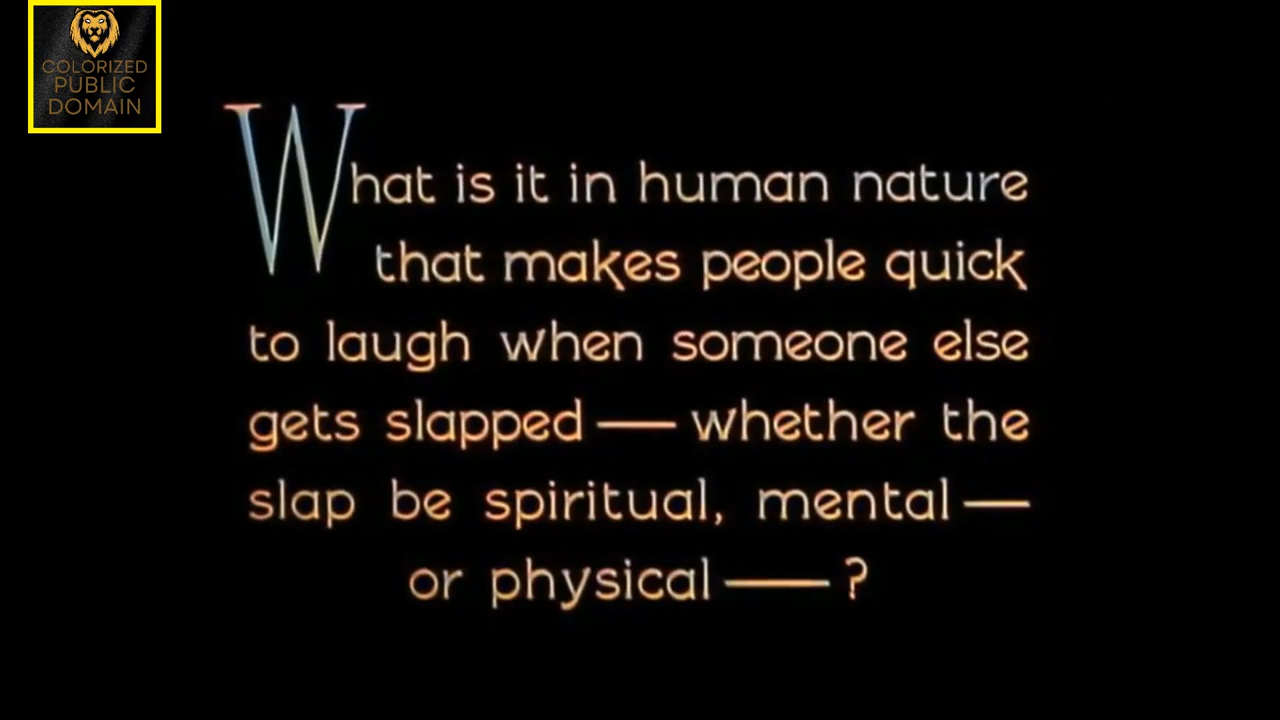 COLORIZED
PUBLIC
DOMAIN
What is it in human nature
that makes people quick
to laugh when someone else
gets slapped — whether the
slap be spiritual, mental —
or physical — ?